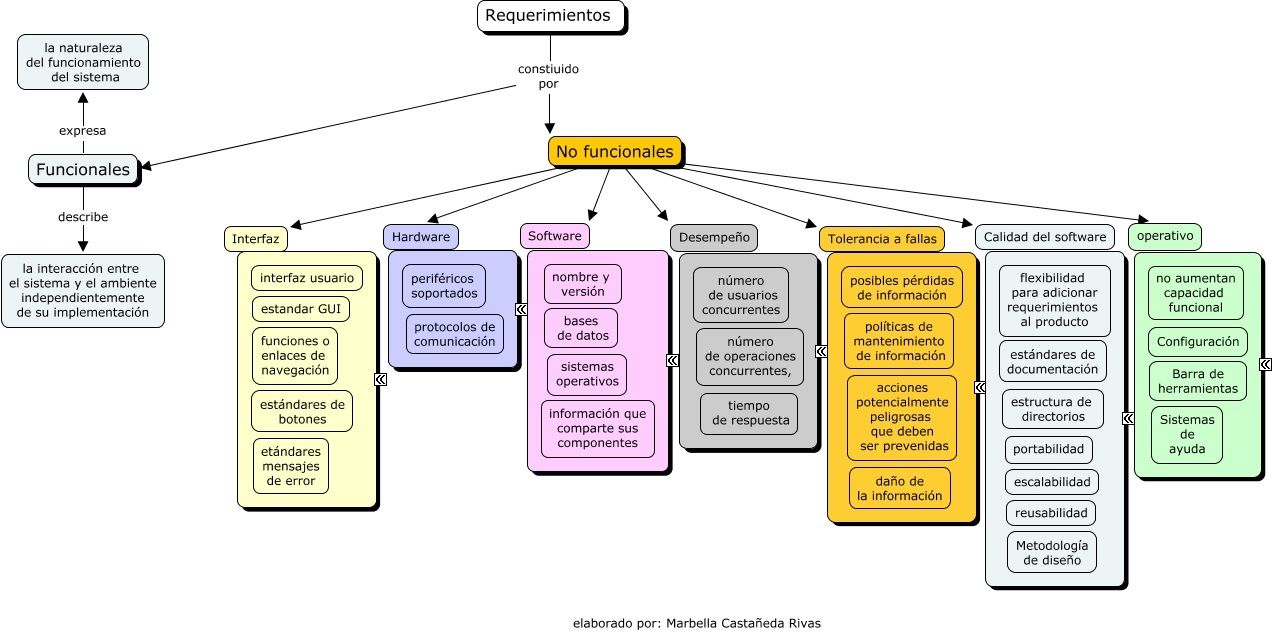 Requerimientos
constiuido
por
la naturaleza
del funcionamiento
del sistema
expresa
Funcionales
describe
la interacción entre
el sistema y el ambiente
independientemente
de su implementación
No funcionales
Interfaz
interfaz usuario
estandar GUI
funciones o
enlaces de
navegación
estándares de
botones
etándares
mensajes
de error
Hardware
periféricos
soportados
protocolos de
comunicación
Software
nombre y
versión
bases
de datos
sistemas
operativos
información que
comparte sus
componentes
Desempeño
número
de usuarios
concurrentes
número
de operaciones
concurrentes,
tiempo
de respuesta
Tolerancia a fallas
posibles pérdidas
de información
políticas de
mantenimiento
de información
acciones
potencialmente
peligrosas
que deben
ser prevenidas
daño de
la información
Calidad del software
flexibilidad
para adicionar
requerimientos
al producto
estándares de
documentación
estructura de
directorios
portabilidad
escalabilidad
reusabilidad
Metodología
de diseño
operativo
no aumentan
capacidad
funcional
Configuración
Barra de
herramientas
Sistemas
de
ayuda
elaborado por: Marbella Castañeda Rivas